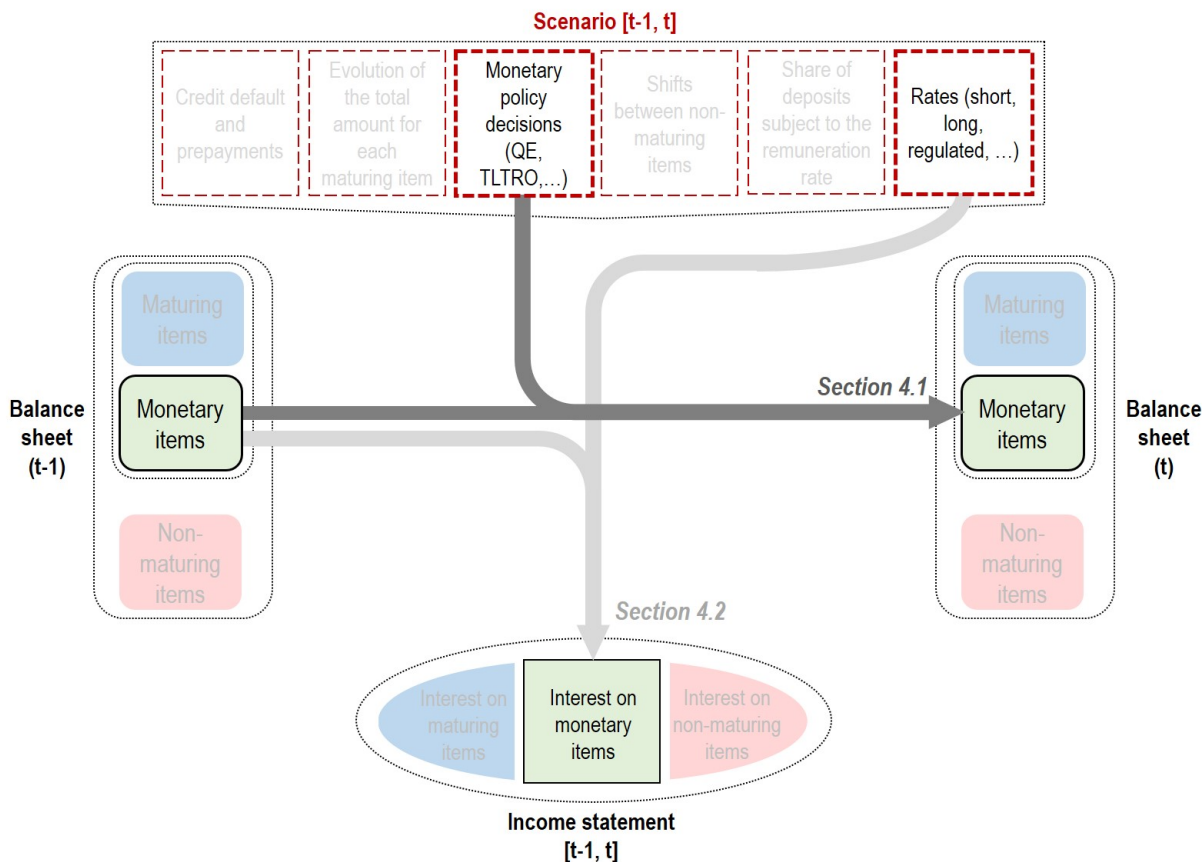 Scenario [t-1, t]
Credit default
and
prepayments
Evolution of
the total
amount for
each
maturing item
Monetary
policy
decisions
(QE,
TLTRO,…)
Shifts
between non-
maturing
items
Share of
deposits
subject to the
remuneration
rate
Rates (short,
long,
regulated, …)
Balance
sheet
(t-1)
Maturing
items
Monetary
items
Non-
maturing
items
Section 4.1
Maturing
items
Monetary
items
Non-
maturing
items
Balance
sheet
(t)
Section 4.2
Interest on
maturing
items
Interest on
monetary
items
Interest on
non-maturing
items
Income statement
[t-1, t]